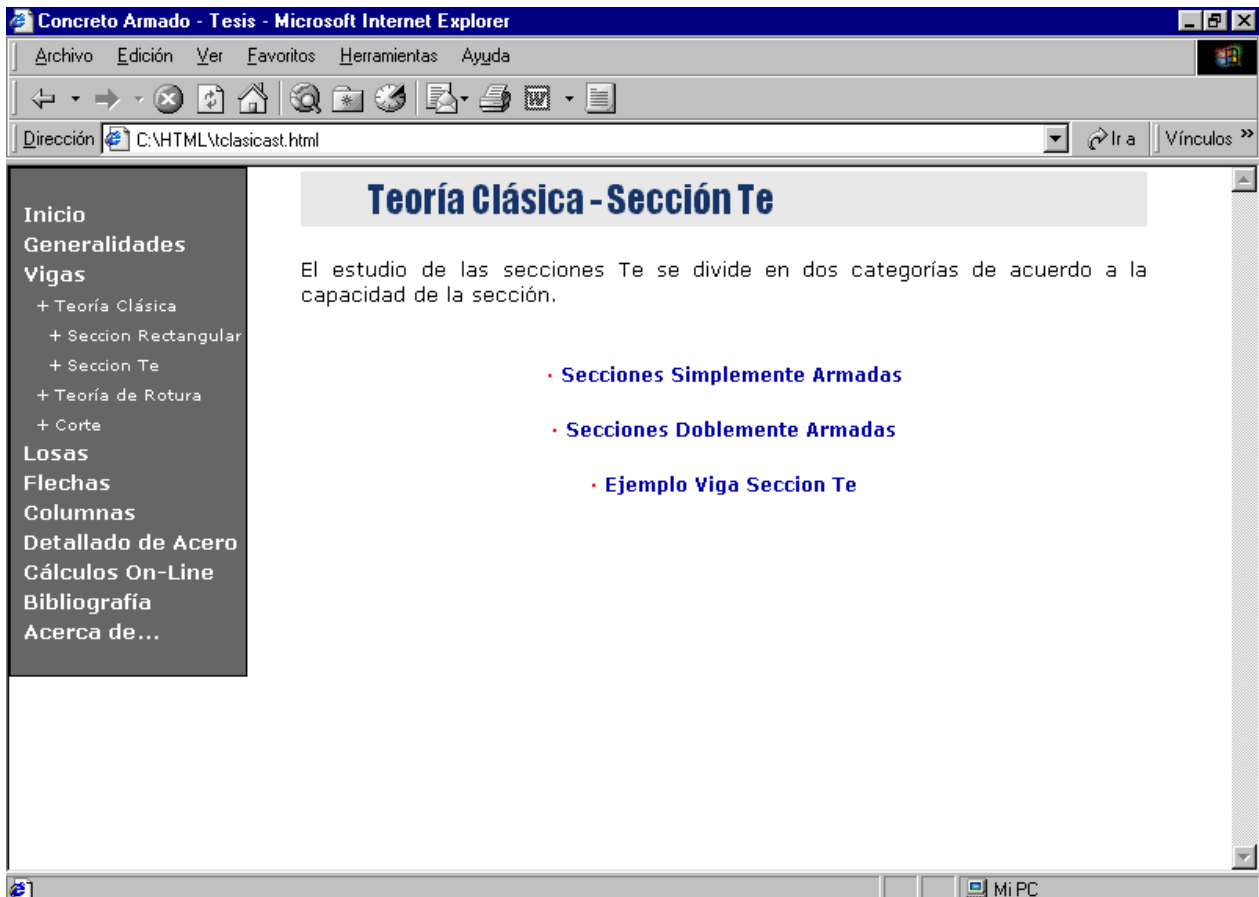 Concreto Armado - Tesis - Microsoft Internet Explorer
Archivo Edición Ver Favoritos Herramientas Ayuda
Dirección C:\HTML\tclasicast.html Ir a Vínculos »
Inicio
Generalidades
Vigas
+ Teoría Clásica
+ Seccion Rectangular
+ Seccion Te
+ Teoría de Rotura
+ Corte
Losas
Flechas
Columnas
Detallado de Acero
Cálculos On-Line
Bibliografía
Acerca de...
Teoría Clásica - Sección Te
El estudio de las secciones Te se divide en dos categorías de acuerdo a la
capacidad de la sección.
· Secciones Simplemente Armadas
· Secciones Doblemente Armadas
· Ejemplo Viga Seccion Te
Mi PC